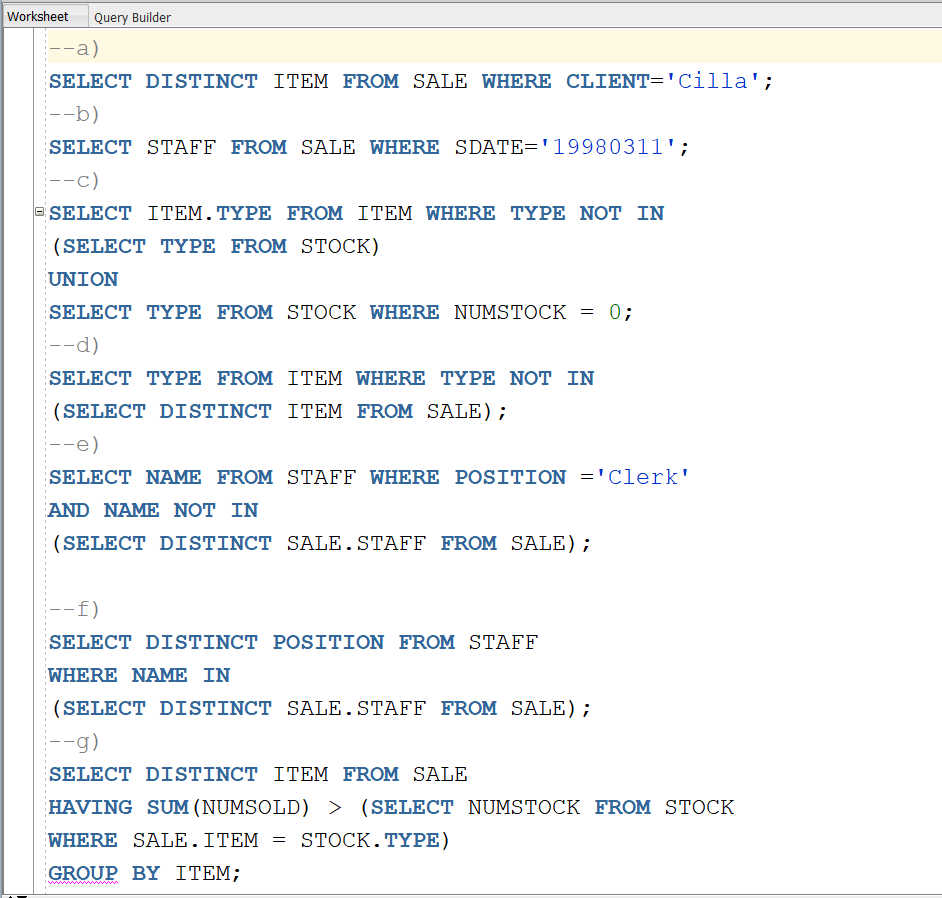 Worksheet Query Builder
--a)
SELECT DISTINCT ITEM FROM SALE WHERE CLIENT='Cilla';
--b)
SELECT STAFF FROM SALE WHERE SDATE='19980311';
--c)
SELECT ITEM.TYPE FROM ITEM WHERE TYPE NOT IN
(SELECT TYPE FROM STOCK)
UNION
SELECT TYPE FROM STOCK WHERE NUMSTOCK = 0;
--d)
SELECT TYPE FROM ITEM WHERE TYPE NOT IN
(SELECT DISTINCT ITEM FROM SALE);
--e)
SELECT NAME FROM STAFF WHERE POSITION ='Clerk'
AND NAME NOT IN
(SELECT DISTINCT SALE.STAFF FROM SALE);
--f)
SELECT DISTINCT POSITION FROM STAFF
WHERE NAME IN
(SELECT DISTINCT SALE.STAFF FROM SALE);
--g)
SELECT DISTINCT ITEM FROM SALE
HAVING SUM(NUMSOLD) > (SELECT NUMSTOCK FROM STOCK
WHERE SALE.ITEM = STOCK.TYPE)
GROUP BY ITEM;